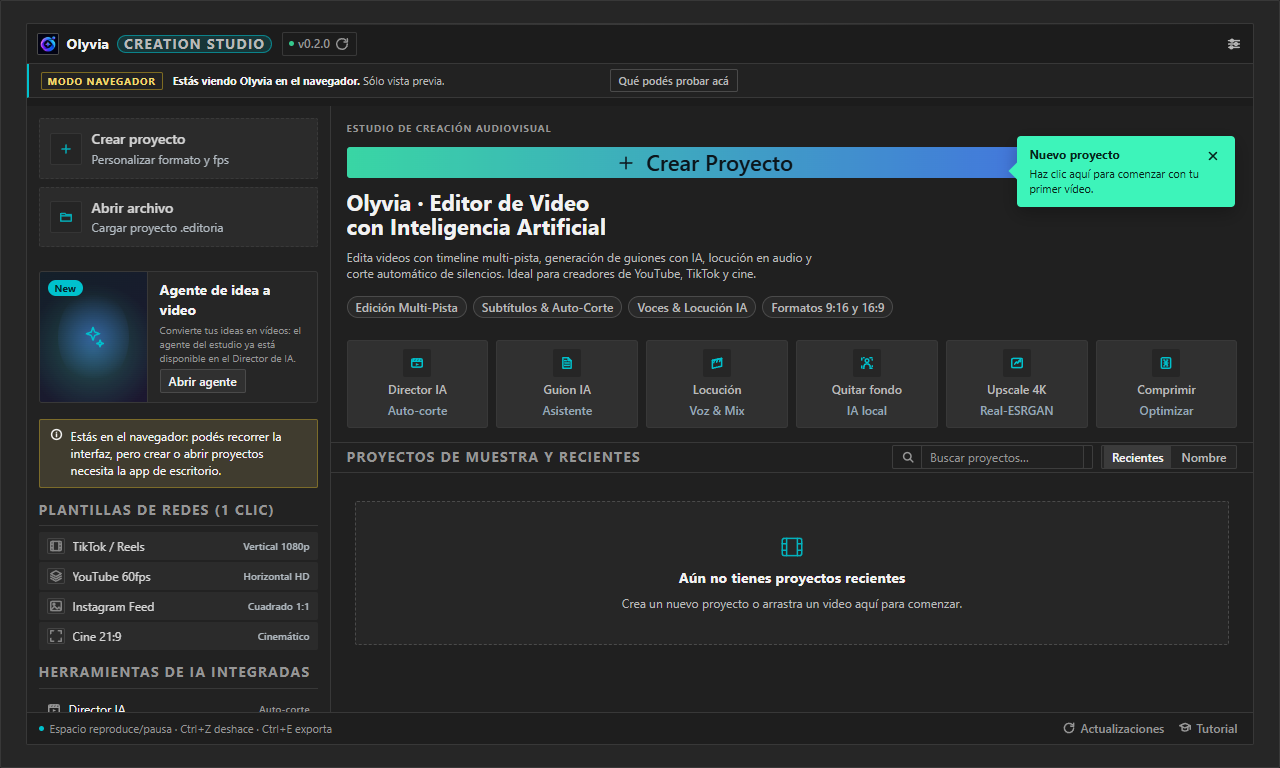 Olyvia CREATION STUDIO v0.2.0
MODO NAVEGADOR Estás viendo Olyvia en el navegador. Sólo vista previa. Qué podés probar acá
Crear proyecto
Personalizar formato y fps
Abrir archivo
Cargar proyecto .editoria
New
Agente de idea a
video
Convierte tus ideas en vídeos: el
agente del estudio ya está
disponible en el Director de IA.
Abrir agente
Estás en el navegador: podés recorrer la
interfaz, pero crear o abrir proyectos
necesita la app de escritorio.
PLANTILLAS DE REDES (1 CLIC)
TikTok / Reels Vertical 1080p
YouTube 60fps Horizontal HD
Instagram Feed Cuadrado 1:1
Cine 21:9 Cinemático
HERRAMIENTAS DE IA INTEGRADAS
Director IA Auto-corte
ESTUDIO DE CREACIÓN AUDIOVISUAL
+ Crear Proyecto
Nuevo proyecto
Haz clic aquí para comenzar con tu
primer vídeo.
Olyvia · Editor de Video
con Inteligencia Artificial
Edita videos con timeline multi-pista, generación de guiones con IA, locución en audio y
corte automático de silencios. Ideal para creadores de YouTube, TikTok y cine.
Edición Multi-Pista Subtítulos & Auto-Corte Voces & Locución IA Formatos 9:16 y 16:9
Director IA
Auto-corte
Guion IA
Asistente
Locución
Voz & Mix
Quitar fondo
IA local
Upscale 4K
Real-ESRGAN
Comprimir
Optimizar
PROYECTOS DE MUESTRA Y RECIENTES
Buscar proyectos...
Recientes Nombre
Aún no tienes proyectos recientes
Crea un nuevo proyecto o arrastra un video aquí para comenzar.
Espacio reproduce/pausa · Ctrl+Z deshace · Ctrl+E exporta
Actualizaciones Tutorial